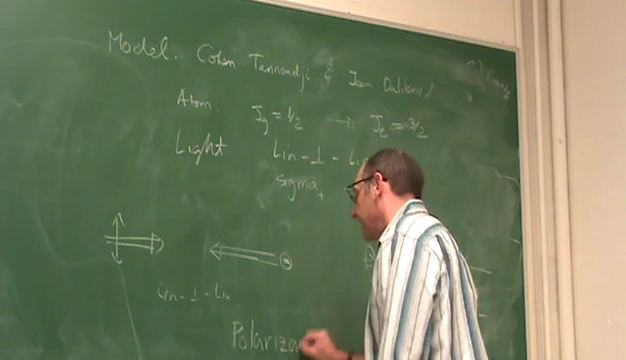 Model. Cohen Tannoudji & Jean Dalibard
Atom. Jg = 1/2 → Je = 3/2
Light Lin - ⊥ - Lin
Sigma+
Lin - ⊥ - Lin
Polariza